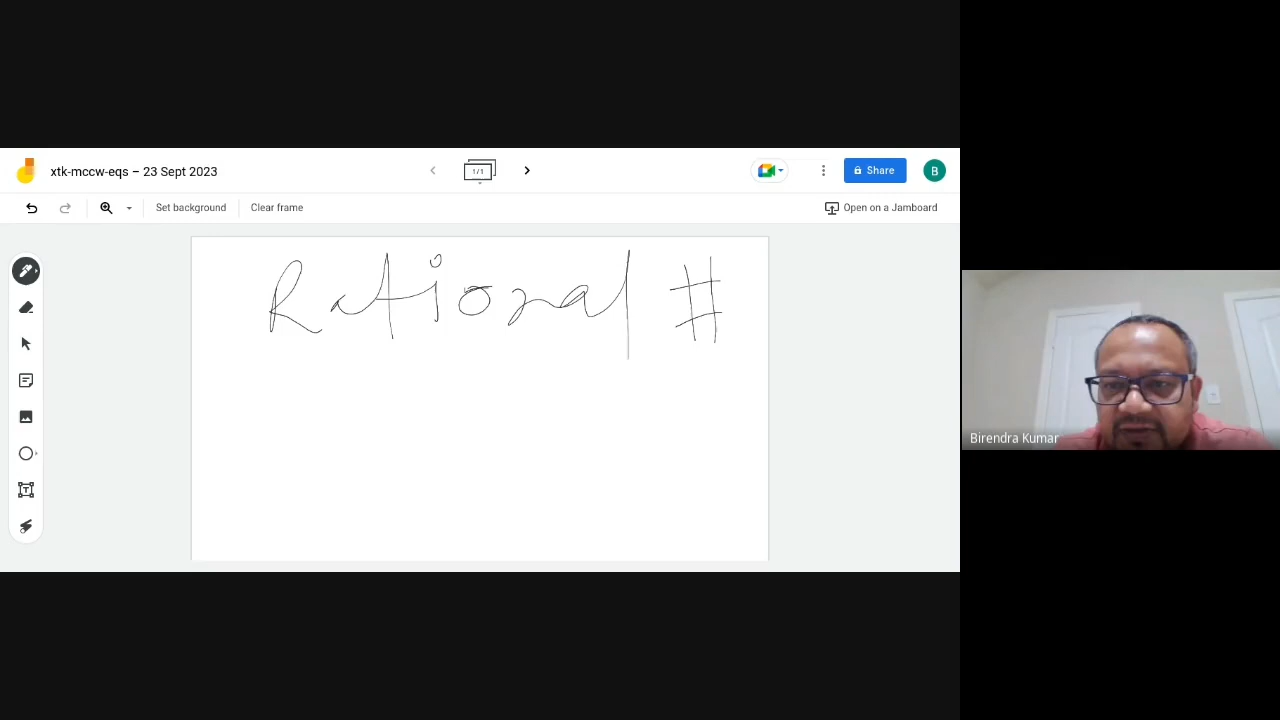 xtk-mccw-eqs – 23 Sept 2023
1/1
Share
B
Set background
Clear frame
Open on a Jamboard
Rational #
T
Birendra Kumar